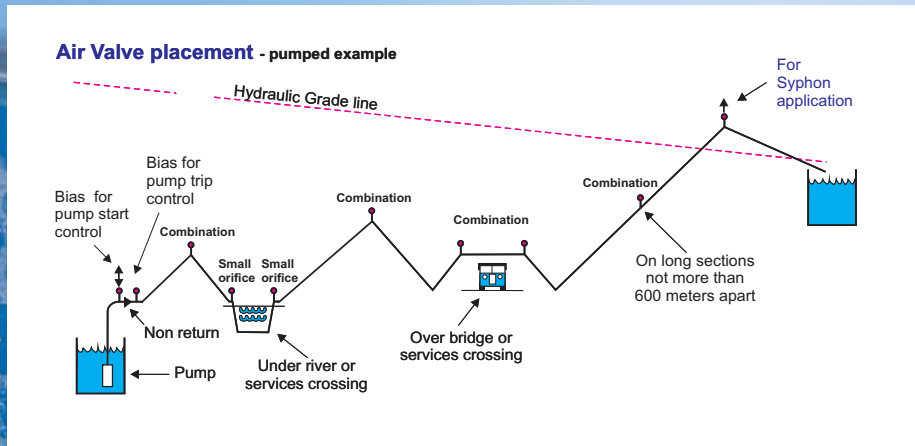 Air Valve placement - pumped example
Hydraulic Grade line
For
Syphon
application
Bias for
pump trip
control
Bias for
pump start
control
Combination
Small
orifice
Small
orifice
Combination
Combination
Combination
On long sections
not more than
600 meters apart
Non return
Pump
Under river or
services crossing
Over bridge or
services crossing